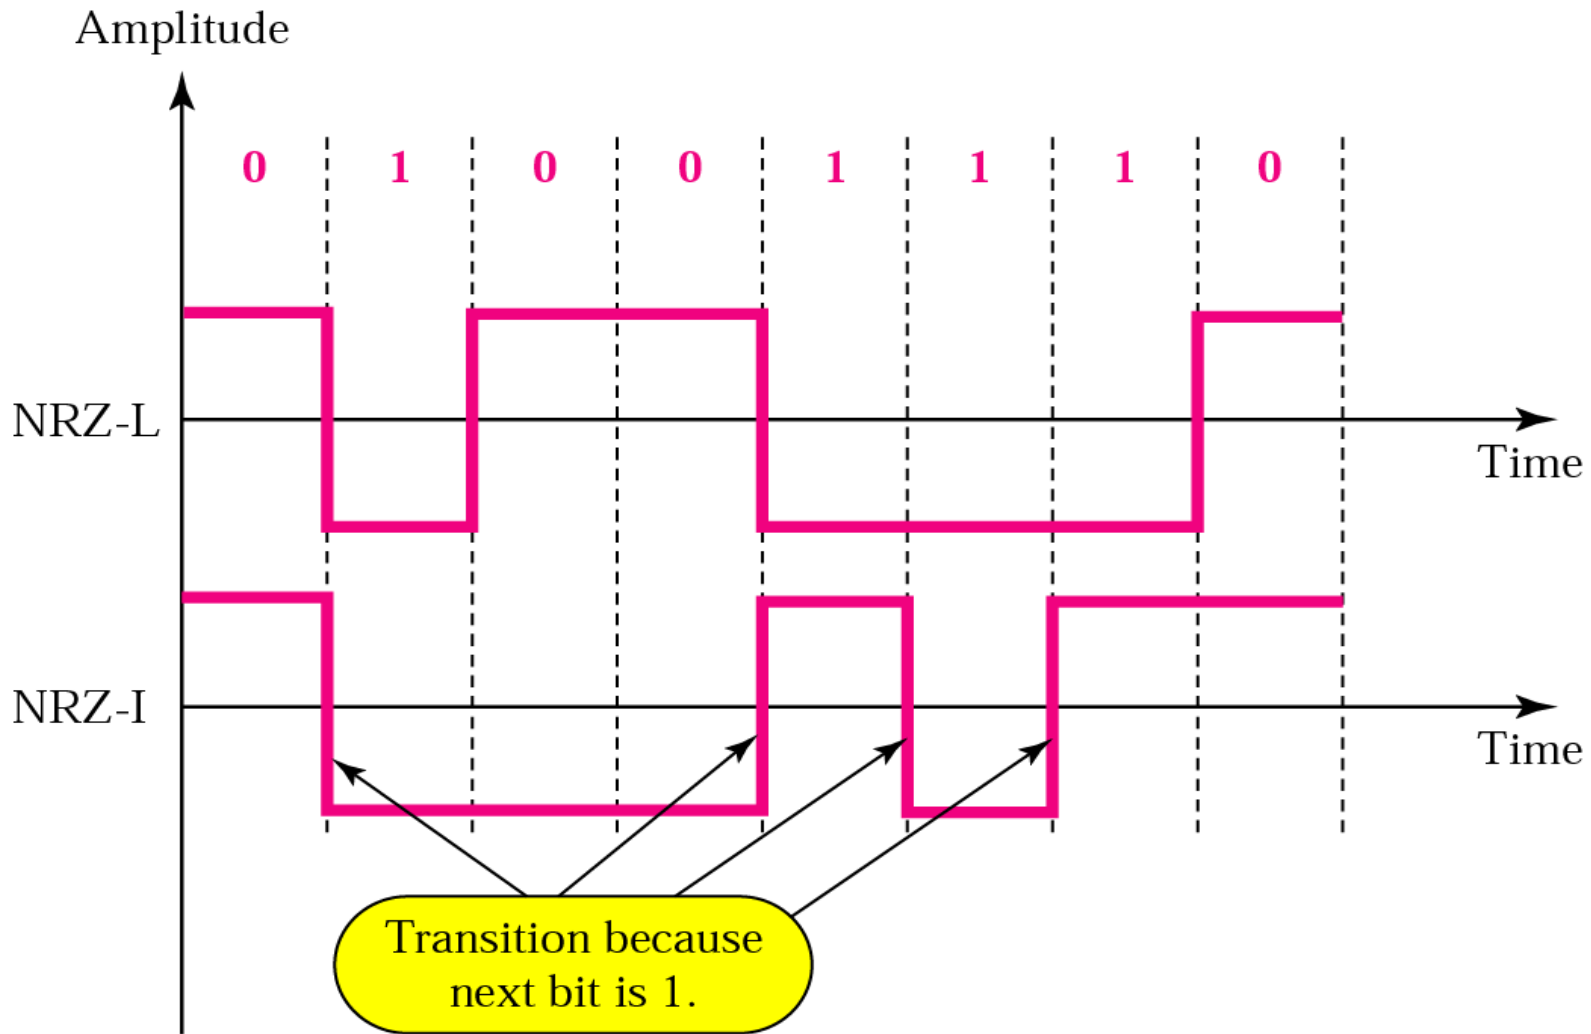 Amplitude
0 1 0 0 1 1 1 0
NRZ-L
Time
NRZ-I
Time
Transition because
next bit is 1.